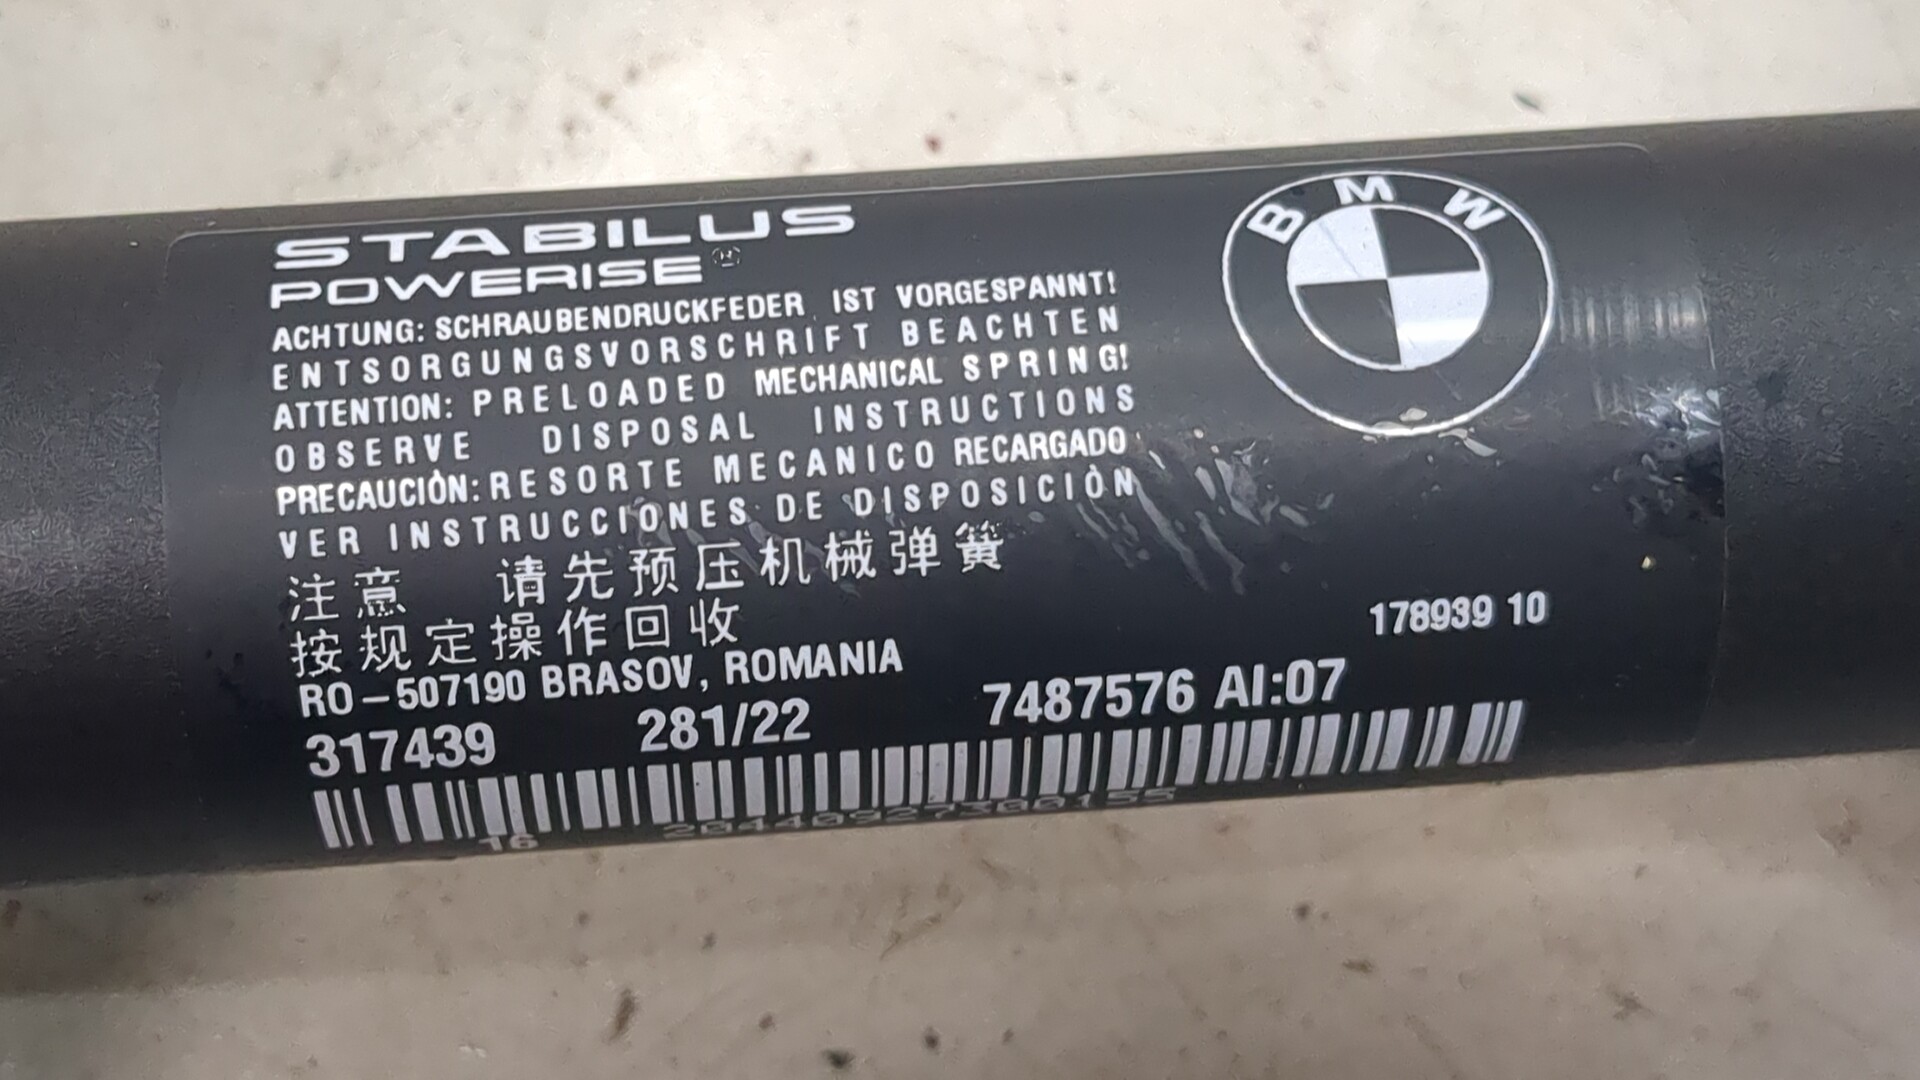 STABILUS
POWERISE
ACHTUNG: SCHRAUBENDRUCKFEDER IST VORGESPANNT!
ENTSORGUNGSVORSCHRIFT BEACHTEN
ATTENTION: PRELOADED MECHANICAL SPRING!
OBSERVE DISPOSAL INSTRUCTIONS
PRECAUCIÒN: RESORTE MECANICO RECARGADO
VER INSTRUCCIONES DE DISPOSICIÒN
注意 请先预压机械弹簧
按规定操作回收
RO-507190 BRASOV, ROMANIA
317439 281/22 7487576 AI:07
178939 10
16
BMW